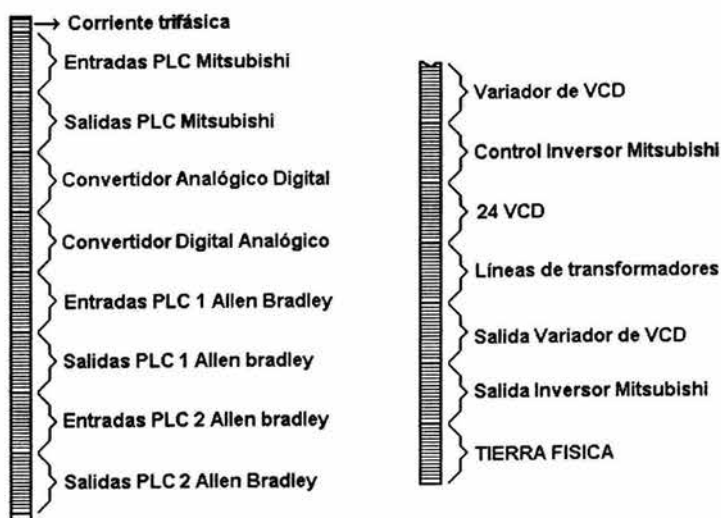 Corriente trifásica
Entradas PLC Mitsubishi
Salidas PLC Mitsubishi
Convertidor Analógico Digital
Convertidor Digital Analógico
Entradas PLC 1 Allen Bradley
Salidas PLC 1 Allen bradley
Entradas PLC 2 Allen bradley
Salidas PLC 2 Allen Bradley
Variador de VCD
Control Inversor Mitsubishi
24 VCD
Líneas de transformadores
Salida Variador de VCD
Salida Inversor Mitsubishi
TIERRA FISICA